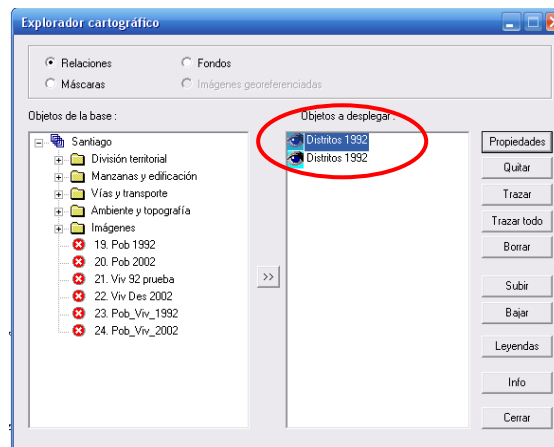 Explorador cartográfico
Relaciones
Fondos
Máscaras
Imágenes georeferenciadas
Objetos de la base :
Objetos a desplegar :
Santiago
División territorial
Manzanas y edificación
Vías y transporte
Ambiente y topografía
Imágenes
19. Pob 1992
20. Pob 2002
21. Viv 92 prueba
22. Viv Des 2002
23. Pob_Viv_1992
24. Pob_Viv_2002
>>
Distritos 1992
Distritos 1992
Propiedades
Quitar
Trazar
Trazar todo
Borrar
Subir
Bajar
Leyendas
Info
Cerrar